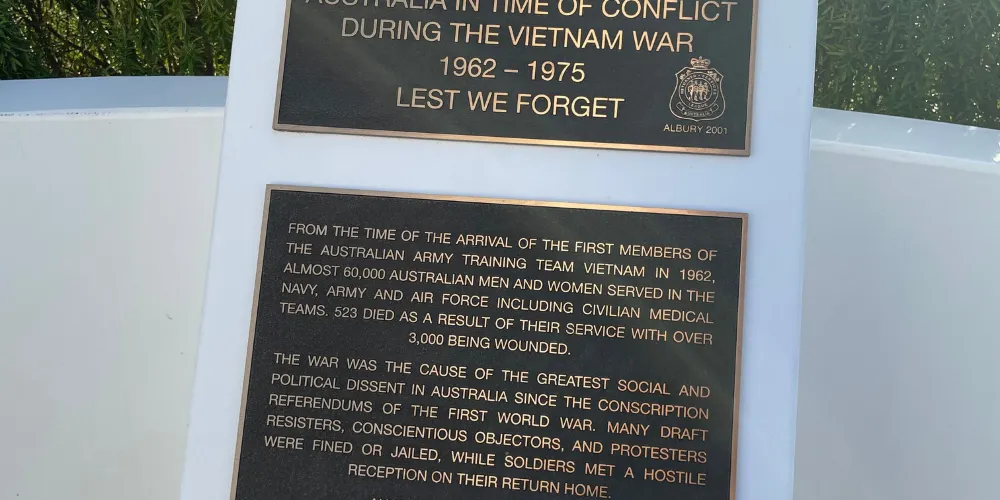 AUSTRALIA IN TIME OF CONFLICT
DURING THE VIETNAM WAR
1962 – 1975
LEST WE FORGET
ALBURY 2001
FROM THE TIME OF THE ARRIVAL OF THE FIRST MEMBERS OF
THE AUSTRALIAN ARMY TRAINING TEAM VIETNAM IN 1962,
ALMOST 60,000 AUSTRALIAN MEN AND WOMEN SERVED IN THE
NAVY, ARMY AND AIR FORCE INCLUDING CIVILIAN MEDICAL
TEAMS. 523 DIED AS A RESULT OF THEIR SERVICE WITH OVER
3,000 BEING WOUNDED.
THE WAR WAS THE CAUSE OF THE GREATEST SOCIAL AND
POLITICAL DISSENT IN AUSTRALIA SINCE THE CONSCRIPTION
REFERENDUMS OF THE FIRST WORLD WAR. MANY DRAFT
RESISTERS, CONSCIENTIOUS OBJECTORS, AND PROTESTERS
WERE FINED OR JAILED, WHILE SOLDIERS MET A HOSTILE
RECEPTION ON THEIR RETURN HOME.